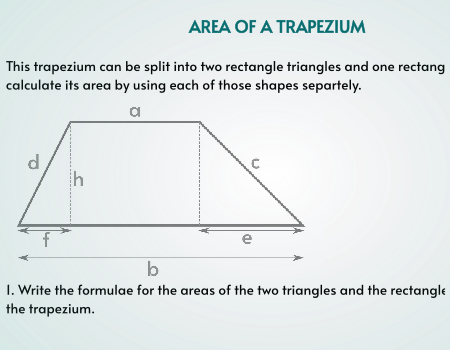 AREA OF A TRAPEZIUM
This trapezium can be split into two rectangle triangles and one rectang
calculate its area by using each of those shapes separtely.
a
d
c
h
f
e
b
1. Write the formulae for the areas of the two triangles and the rectangle
the trapezium.